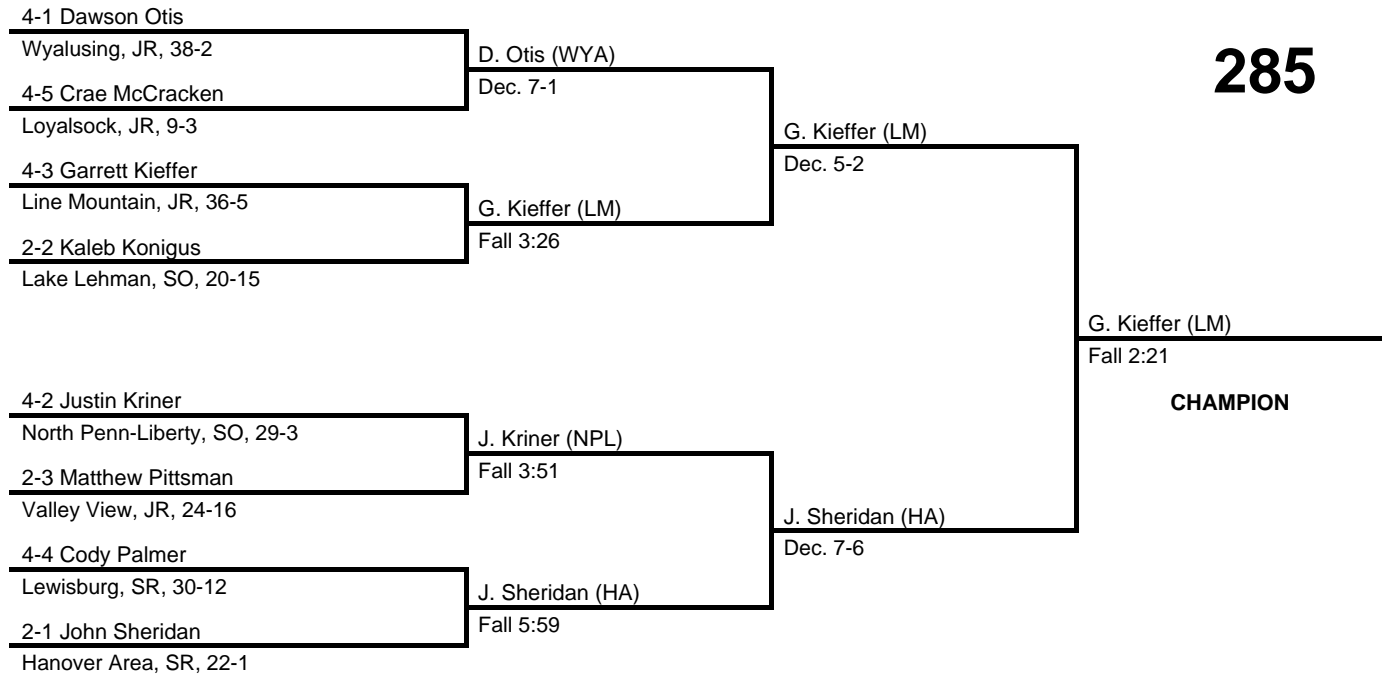 4-1 Dawson Otis
Wyalusing, JR, 38-2
4-5 Crae McCracken
Loyalsock, JR, 9-3
4-3 Garrett Kieffer
Line Mountain, JR, 36-5
2-2 Kaleb Konigus
Lake Lehman, SO, 20-15
4-2 Justin Kriner
North Penn-Liberty, SO, 29-3
2-3 Matthew Pittsman
Valley View, JR, 24-16
4-4 Cody Palmer
Lewisburg, SR, 30-12
2-1 John Sheridan
Hanover Area, SR, 22-1
D. Otis (WYA)
Dec. 7-1
G. Kieffer (LM)
Fall 3:26
J. Kriner (NPL)
Fall 3:51
J. Sheridan (HA)
Fall 5:59
G. Kieffer (LM)
Dec. 5-2
J. Sheridan (HA)
Dec. 7-6
285
G. Kieffer (LM)
Fall 2:21
CHAMPION